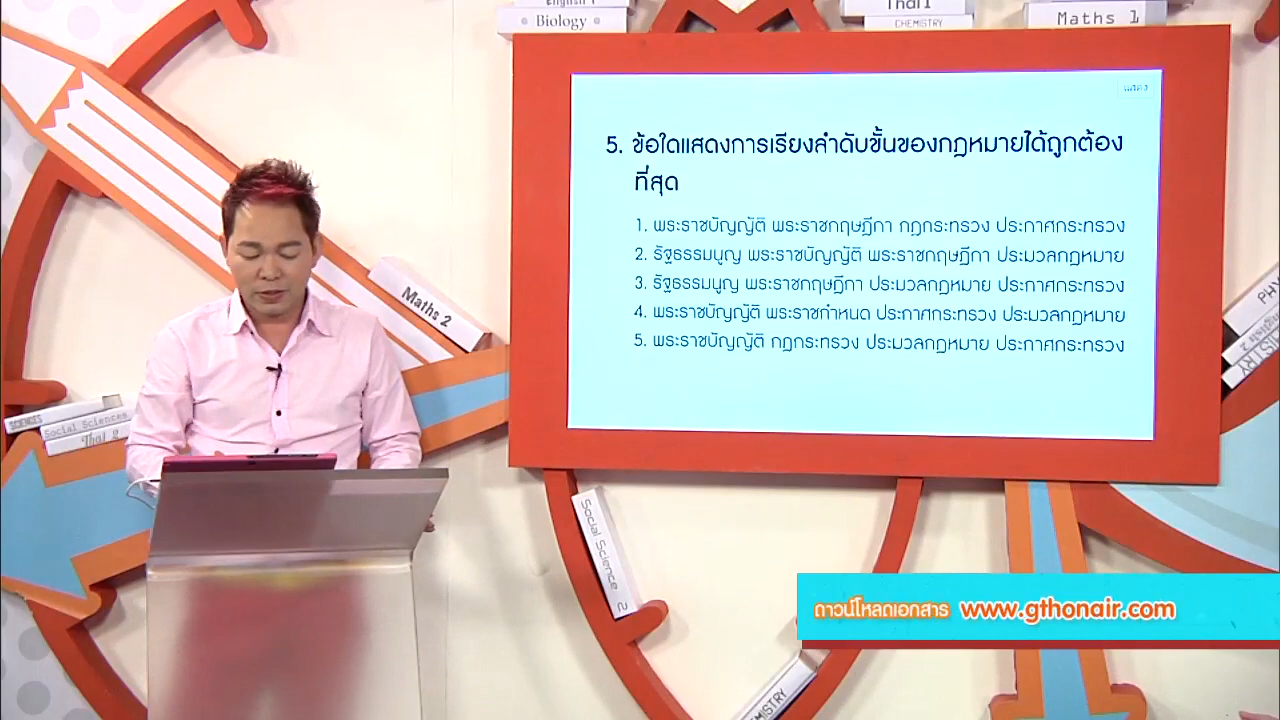 English 1
Biology
Thai 1
CHEMISTRY
Maths 1
แสดง
5. ข้อใดแสดงการเรียงลำดับชั้นของกฎหมายได้ถูกต้อง
ที่สุด
1. พระราชบัญญัติ พระราชกฤษฎีกา กฎกระทรวง ประกาศกระทรวง
2. รัฐธรรมนูญ พระราชบัญญัติ พระราชกฤษฎีกา ประมวลกฎหมาย
3. รัฐธรรมนูญ พระราชกฤษฎีกา ประมวลกฎหมาย ประกาศกระทรวง
4. พระราชบัญญัติ พระราชกำหนด ประกาศกระทรวง ประมวลกฎหมาย
5. พระราชบัญญัติ กฎกระทรวง ประมวลกฎหมาย ประกาศกระทรวง
Maths 2
SCIENCES
Social Sciences
Thai 2
Social Science 2
ดาวน์โหลดเอกสาร www.gthonair.com